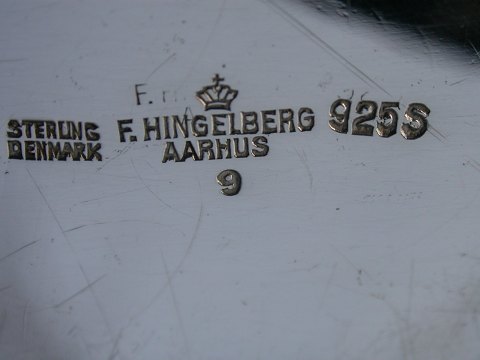 STERLING
DENMARK
F. HINGELBERG
AARHUS
9
925S